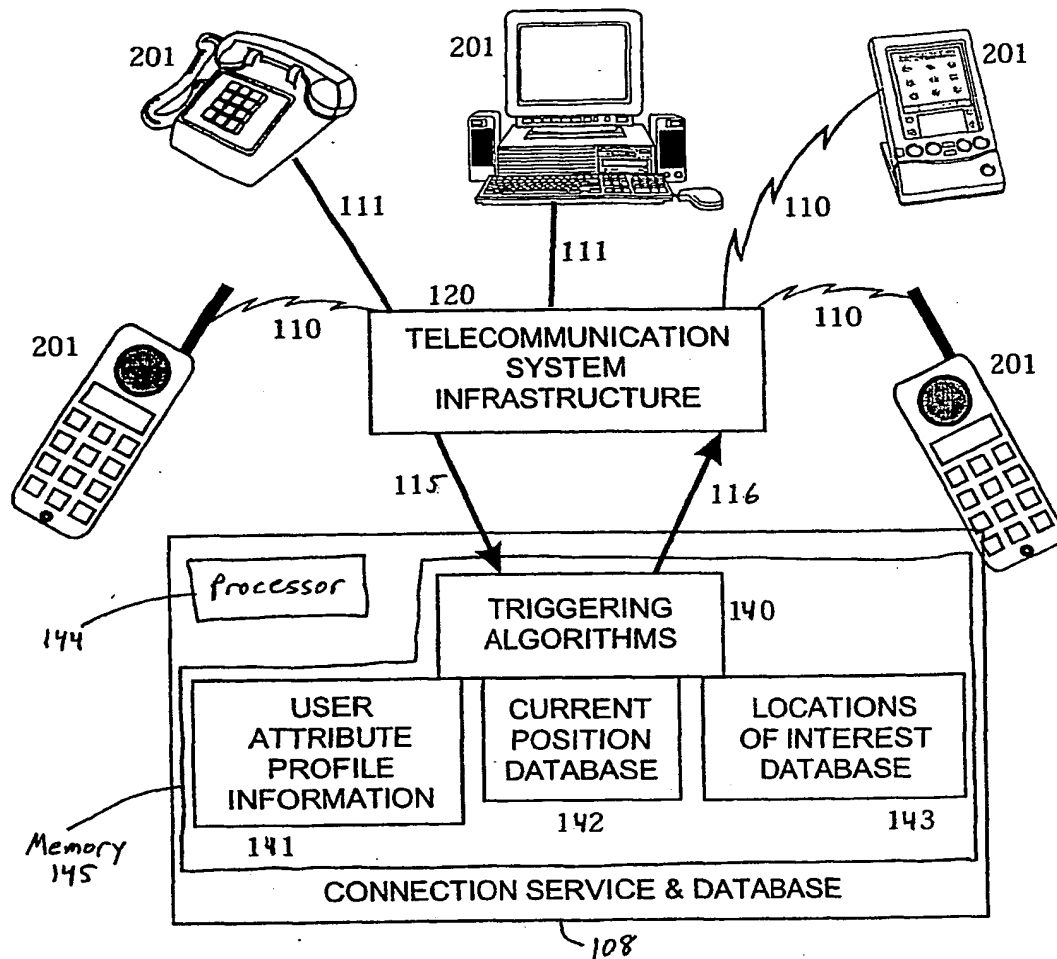 201
201
201
111
111
110
201
110
120
110
201
TELECOMMUNICATION
SYSTEM
INFRASTRUCTURE
115
116
Processor
144
TRIGGERING
ALGORITHMS
140
USER
ATTRIBUTE
PROFILE
INFORMATION
CURRENT
POSITION
DATABASE
LOCATIONS
OF INTEREST
DATABASE
Memory
145
141
142
143
CONNECTION SERVICE & DATABASE
108